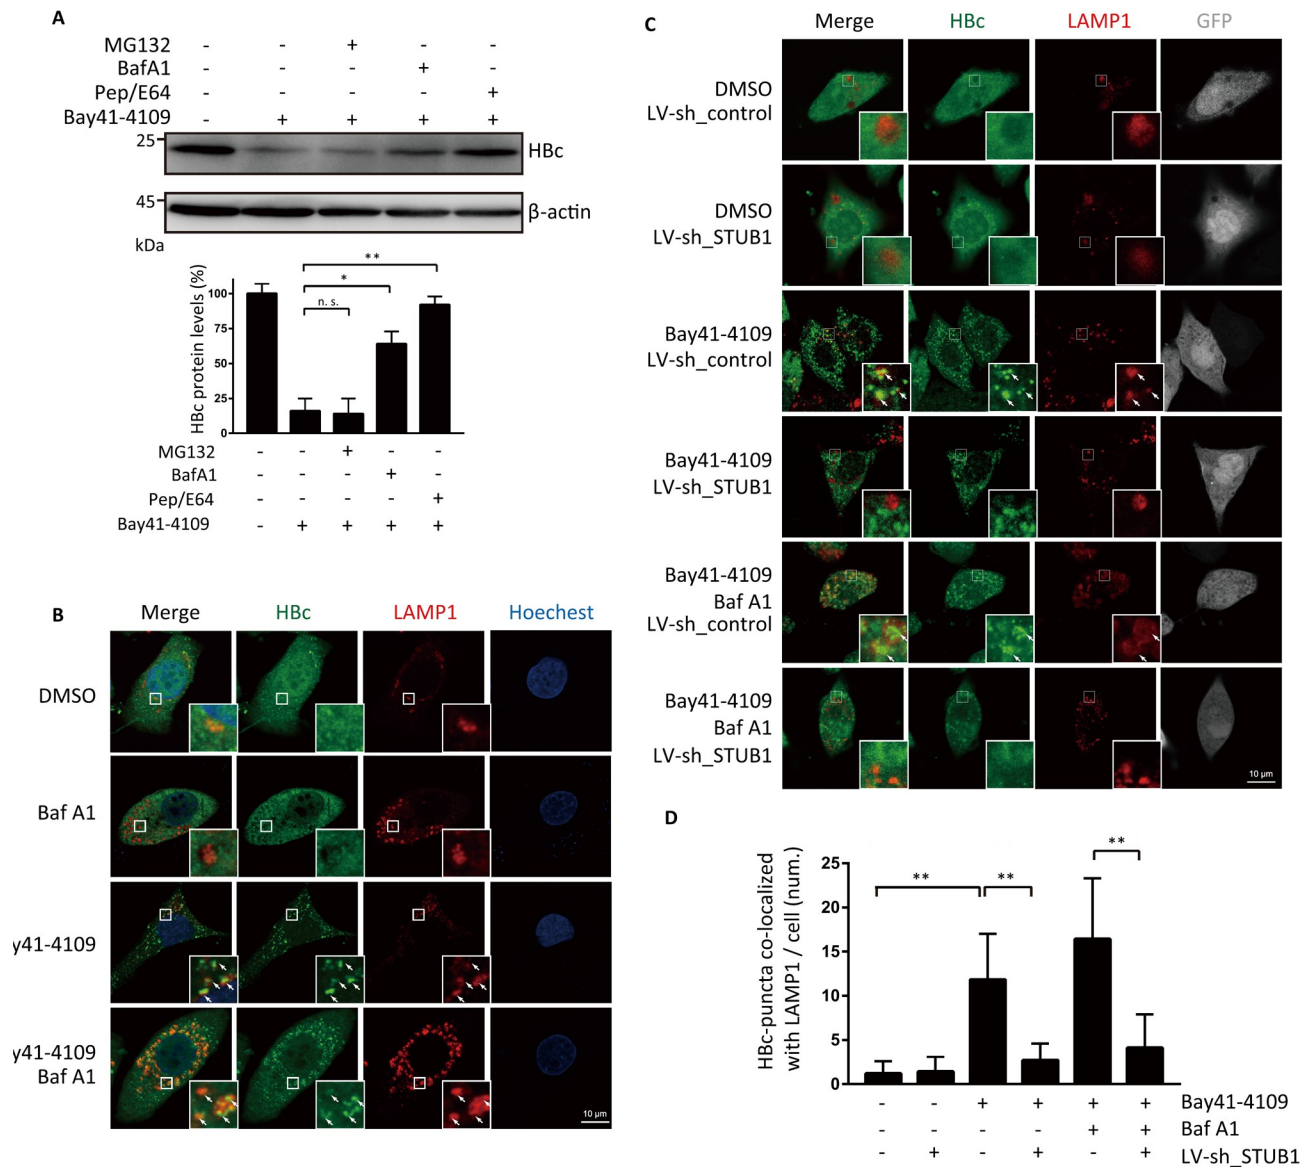 A
MG132 - - + - -
BafA1 - - - + -
Pep/E64 - - - - +
Bay41-4109 - + + + +
25
HBc
45
β-actin
kDa
HBc protein levels (%)
100
75
50
25
0
n. s.
*
**
MG132 - - + - -
BafA1 - - - + -
Pep/E64 - - - - +
Bay41-4109 - + + + +
B
Merge HBc LAMP1 Hoechest
DMSO
Baf A1
y41-4109
y41-4109
Baf A1
10 μm
C
Merge HBc LAMP1 GFP
DMSO
LV-sh_control
DMSO
LV-sh_STUB1
Bay41-4109
LV-sh_control
Bay41-4109
LV-sh_STUB1
Bay41-4109
Baf A1
LV-sh_control
Bay41-4109
Baf A1
LV-sh_STUB1
10 μm
D
HBc-puncta co-localized
with LAMP1 / cell (num.)
25
20
15
10
5
0
** ** **
- - + + + + Bay41-4109
- - - - + + Baf A1
- + - + - + LV-sh_STUB1